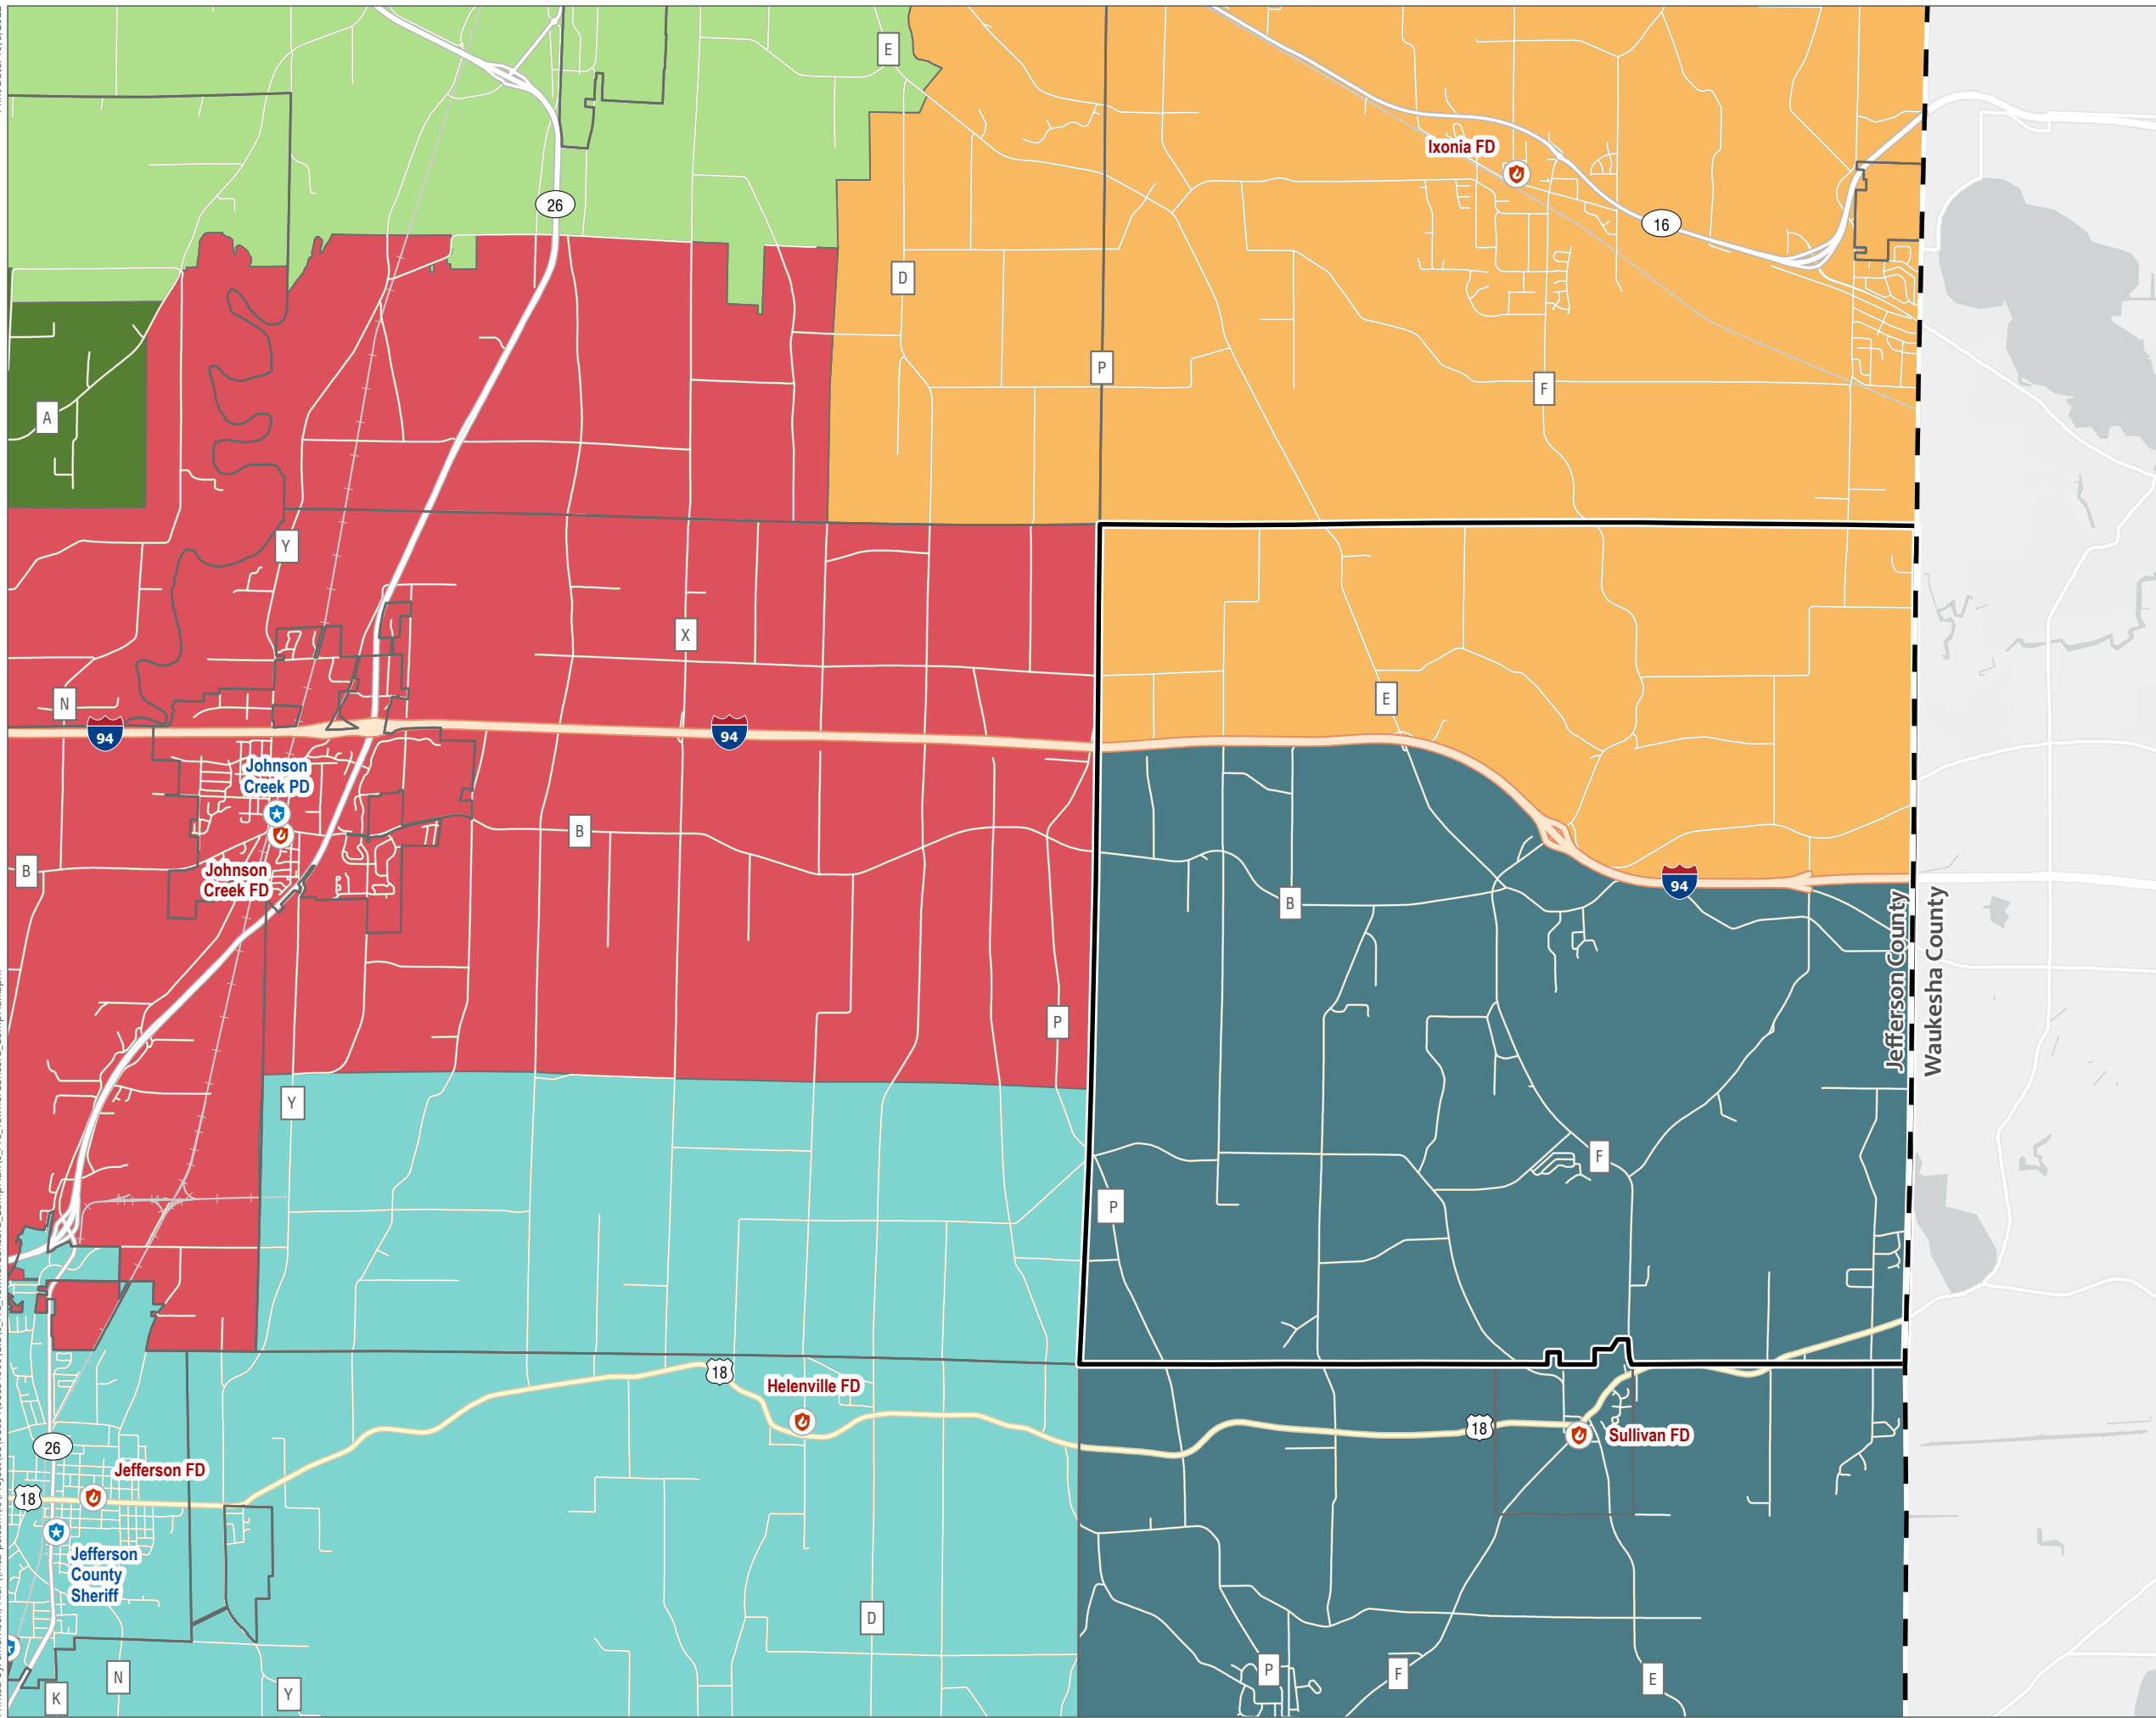 E
Ixonia FD
26
16
D
P
F
A
Y
X
N
E
94
94
Johnson
Creek PD
B
B
Johnson
Creek FD
94
B
Jefferson County
Waukesha County
P
Y
F
P
18
Helenville FD
18
Sullivan FD
26
Jefferson FD
18
Jefferson
County
Sheriff
D
P
F
E
N
Y
K